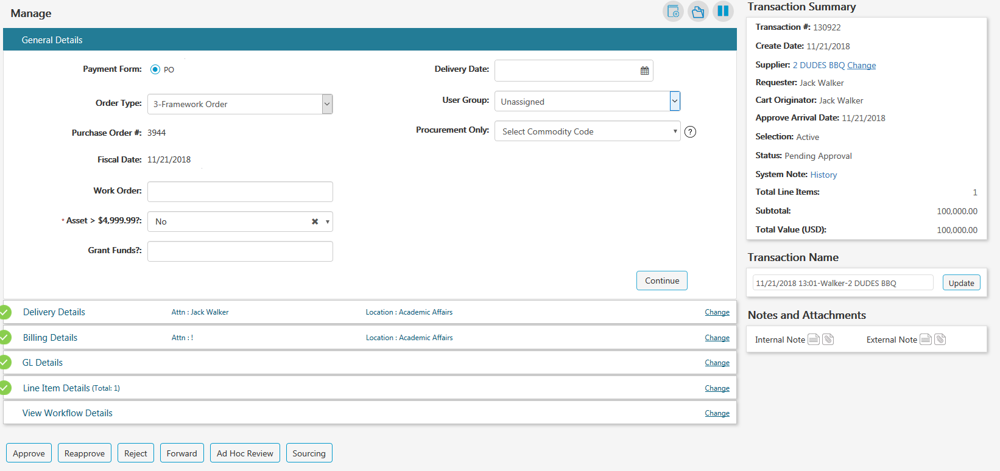 Manage
General Details
Payment Form: PO
Order Type: 3-Framework Order
Purchase Order #: 3944
Fiscal Date: 11/21/2018
Work Order:
* Asset > $4,999.99?: No
Grant Funds?:
Delivery Date:
User Group: Unassigned
Procurement Only: Select Commodity Code ?
Continue
Delivery Details Attn : Jack Walker Location : Academic Affairs Change
Billing Details Attn : ! Location : Academic Affairs Change
GL Details Change
Line Item Details (Total: 1) Change
View Workflow Details Change
Approve Reapprove Reject Forward Ad Hoc Review Sourcing
Transaction Summary
Transaction #: 130922
Create Date: 11/21/2018
Supplier: 2 DUDES BBQ Change
Requester: Jack Walker
Cart Originator: Jack Walker
Approve Arrival Date: 11/21/2018
Selection: Active
Status: Pending Approval
System Note: History
Total Line Items: 1
Subtotal: 100,000.00
Total Value (USD): 100,000.00
Transaction Name
11/21/2018 13:01-Walker-2 DUDES BBQ Update
Notes and Attachments
Internal Note External Note